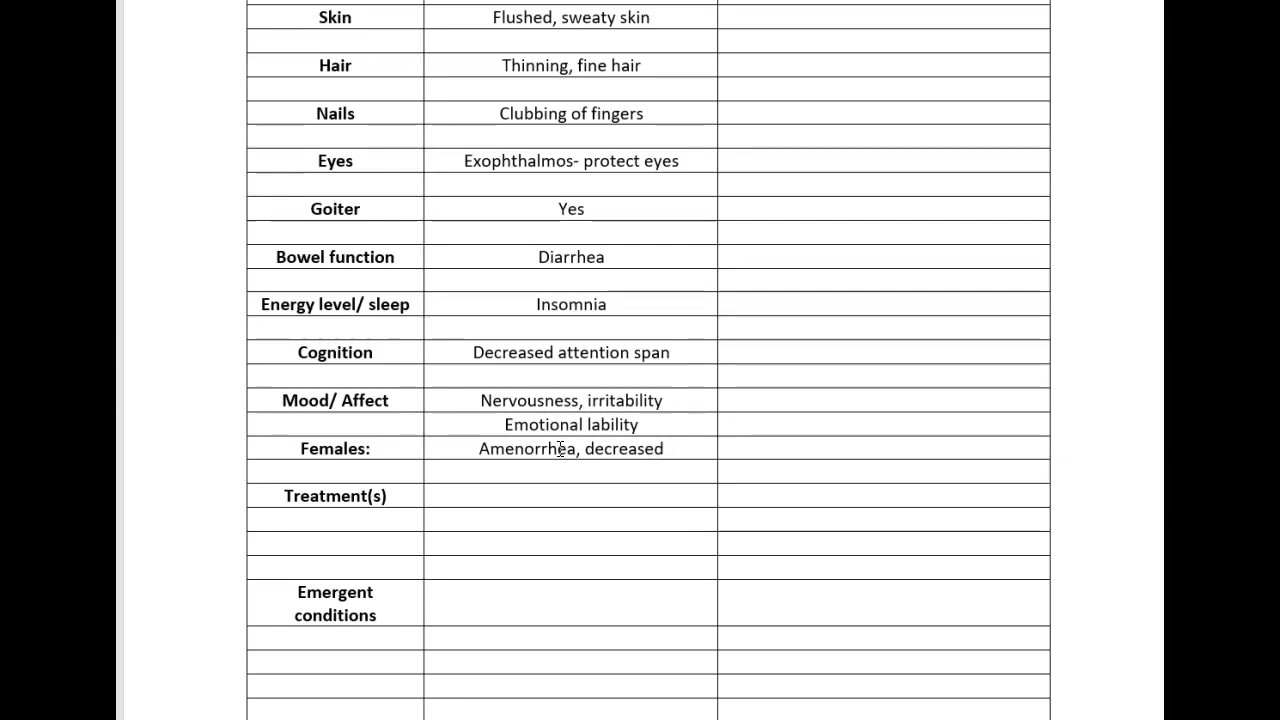 Skin Flushed, sweaty skin
Hair Thinning, fine hair
Nails Clubbing of fingers
Eyes Exophthalmos- protect eyes
Goiter Yes
Bowel function Diarrhea
Energy level/ sleep Insomnia
Cognition Decreased attention span
Mood/ Affect Nervousness, irritability
Emotional lability
Females: Amenorrhea, decreased
Treatment(s)
Emergent
conditions